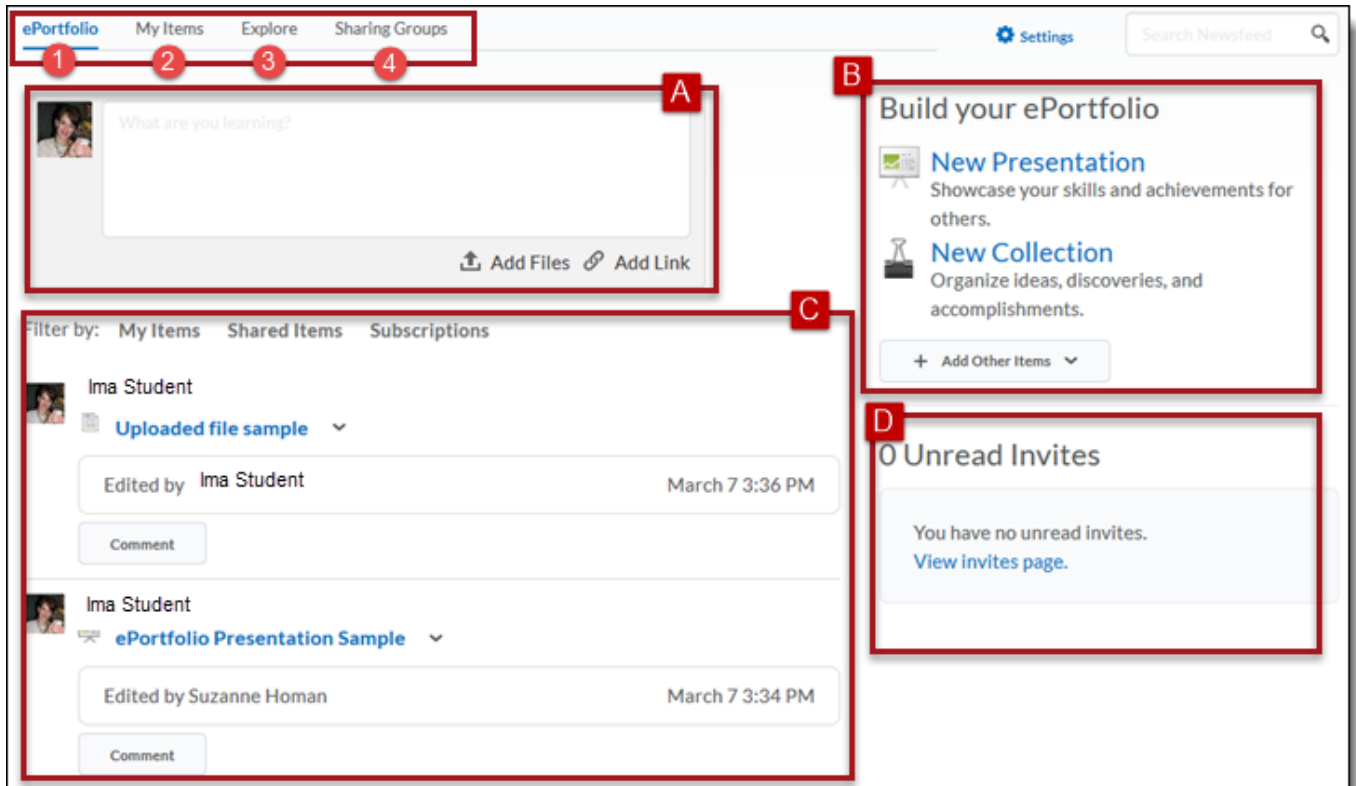 ePortfolio My Items Explore Sharing Groups
Settings
Search Newsfeed
1 2 3 4
A
What are you learning?
Add Files Add Link
B
Build your ePortfolio
New Presentation
Showcase your skills and achievements for
others.
New Collection
Organize ideas, discoveries, and
accomplishments.
+ Add Other Items
C
Filter by: My Items Shared Items Subscriptions
Ima Student
Uploaded file sample
Edited by Ima Student March 7 3:36 PM
Comment
Ima Student
ePortfolio Presentation Sample
Edited by Suzanne Homan March 7 3:34 PM
Comment
D
0 Unread Invites
You have no unread invites.
View invites page.